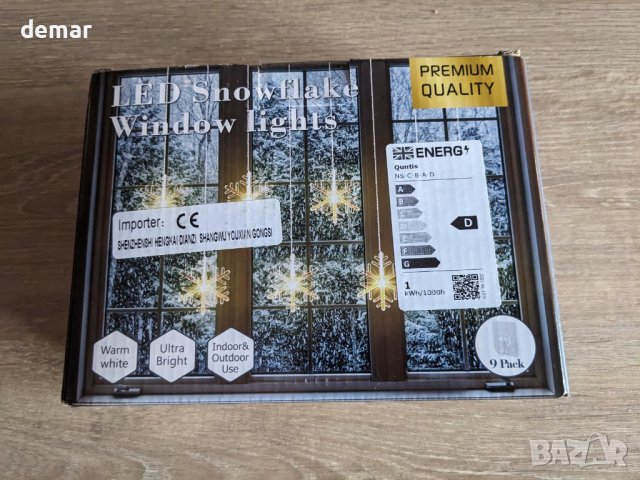 demar
LED Snowflake
Window lights
PREMIUM
QUALITY
ENERG
Quntis
NS-C-8-A-D
A
B
C
D
E
F
G
D
1
kWh/1000h
Importer: CE
SHENZHENSHI HENGKAI DIANZI SHANGWU YOUXIAN GONGSI
Warm
white
Ultra
Bright
Indoor&
Outdoor
Use
9 Pack
BAZAR